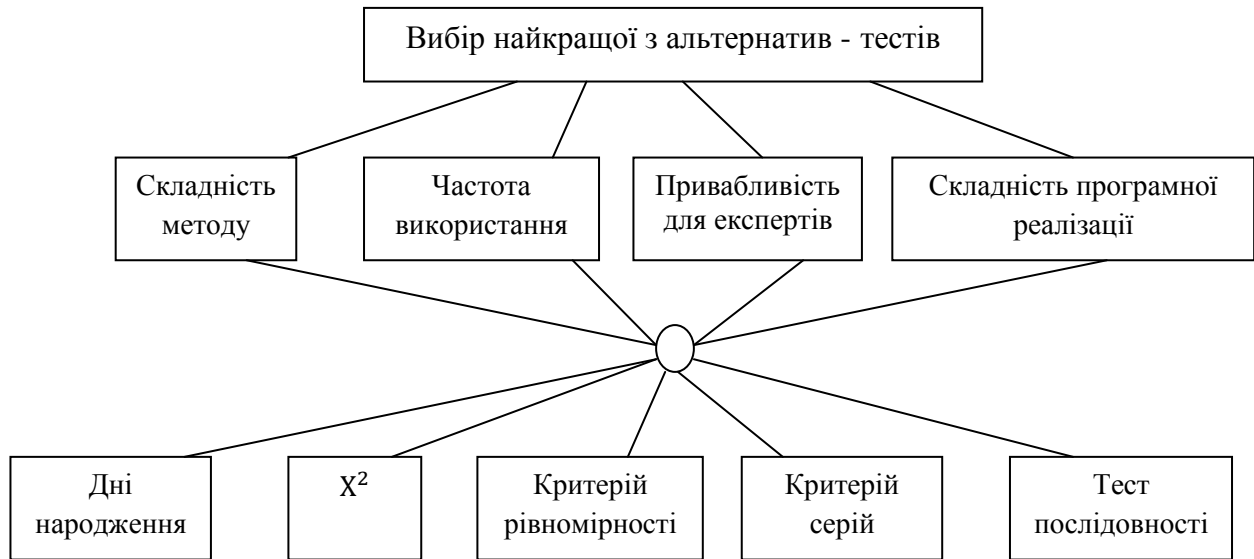 Вибір найкращої з альтернатив - тестів
Складність
методу
Частота
використання
Привабливість
для експертів
Складність програмної
реалізації
Дні
народження
X²
Критерій
рівномірності
Критерій
серій
Тест
послідовності